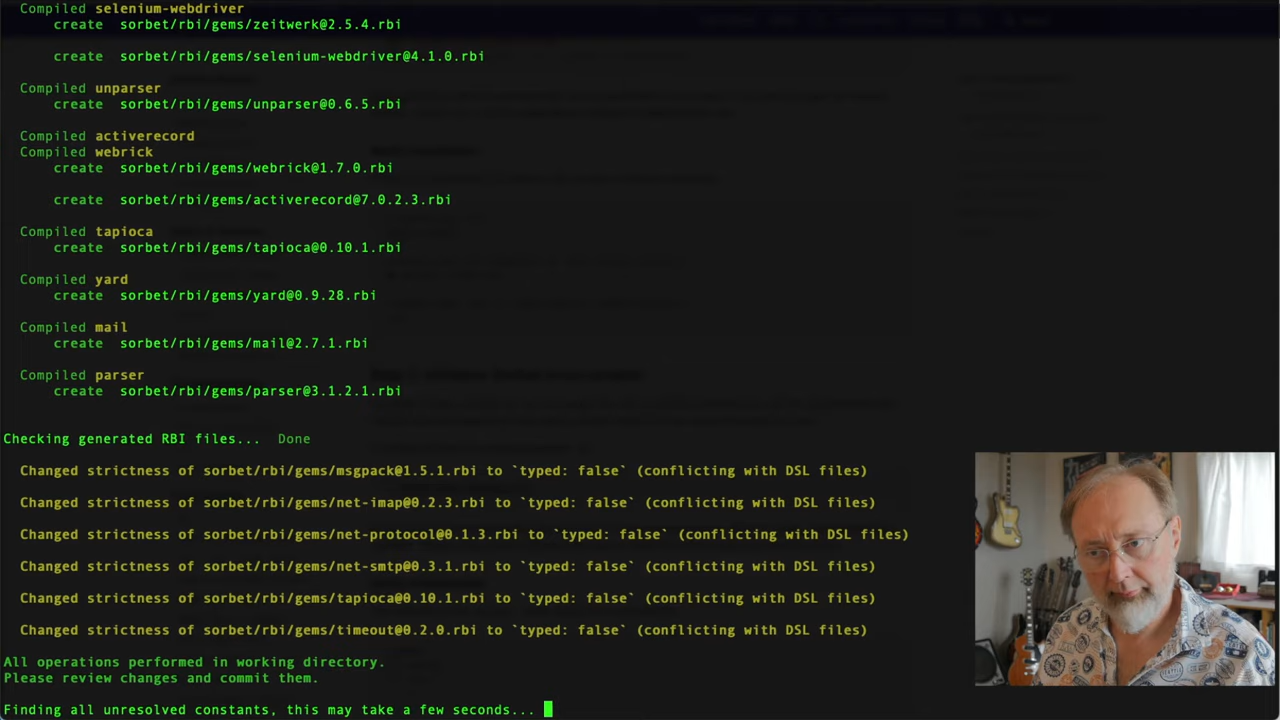 Compiled selenium-webdriver
create sorbet/rbi/gems/zeitwerk@2.5.4.rbi
create sorbet/rbi/gems/selenium-webdriver@4.1.0.rbi
Compiled unparser
create sorbet/rbi/gems/unparser@0.6.5.rbi
Compiled activerecord
Compiled webrick
create sorbet/rbi/gems/webrick@1.7.0.rbi
create sorbet/rbi/gems/activerecord@7.0.2.3.rbi
Compiled tapioca
create sorbet/rbi/gems/tapioca@0.10.1.rbi
Compiled yard
create sorbet/rbi/gems/yard@0.9.28.rbi
Compiled mail
create sorbet/rbi/gems/mail@2.7.1.rbi
Compiled parser
create sorbet/rbi/gems/parser@3.1.2.1.rbi
Checking generated RBI files... Done
Changed strictness of sorbet/rbi/gems/msgpack@1.5.1.rbi to `typed: false` (conflicting with DSL files)
Changed strictness of sorbet/rbi/gems/net-imap@0.2.3.rbi to `typed: false` (conflicting with DSL files)
Changed strictness of sorbet/rbi/gems/net-protocol@0.1.3.rbi to `typed: false` (conflicting with DSL files)
Changed strictness of sorbet/rbi/gems/net-smtp@0.3.1.rbi to `typed: false` (conflicting with DSL files)
Changed strictness of sorbet/rbi/gems/tapioca@0.10.1.rbi to `typed: false` (conflicting with DSL files)
Changed strictness of sorbet/rbi/gems/timeout@0.2.0.rbi to `typed: false` (conflicting with DSL files)
All operations performed in working directory.
Please review changes and commit them.
Finding all unresolved constants, this may take a few seconds...